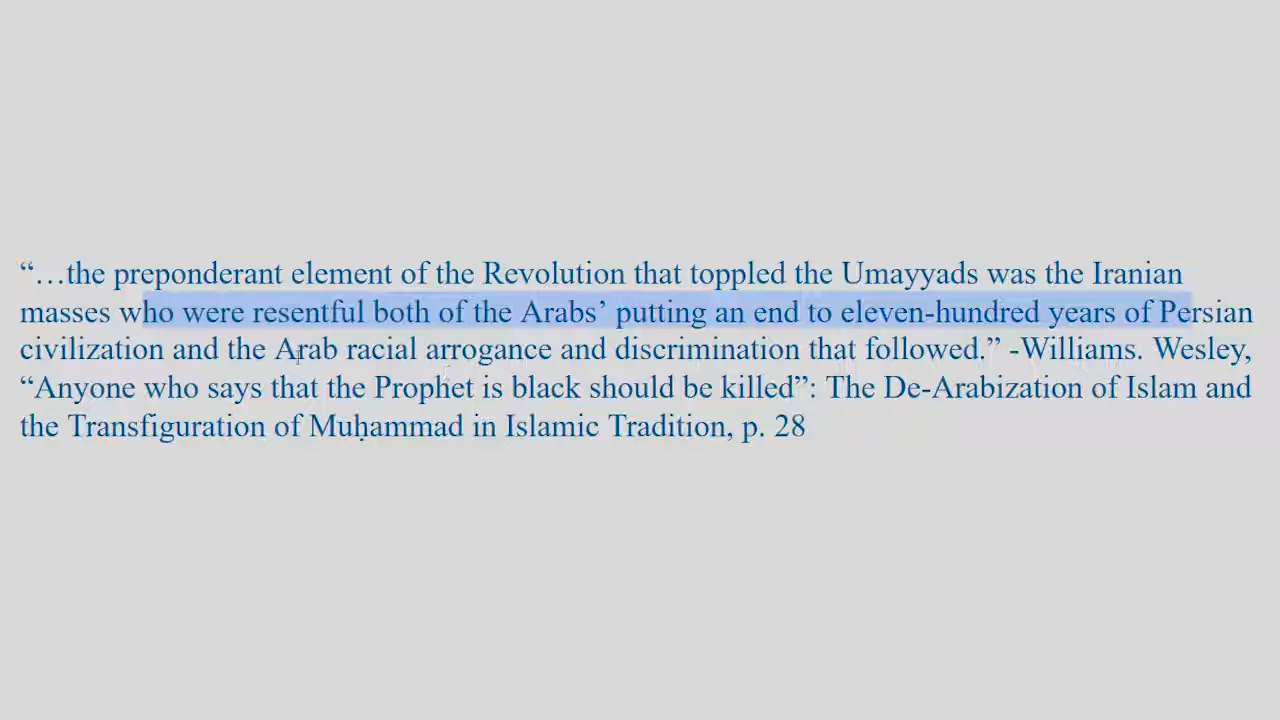 “…the preponderant element of the Revolution that toppled the Umayyads was the Iranian
masses who were resentful both of the Arabs’ putting an end to eleven-hundred years of Persian
civilization and the Arab racial arrogance and discrimination that followed.” -Williams. Wesley,
“Anyone who says that the Prophet is black should be killed”: The De-Arabization of Islam and
the Transfiguration of Muḥammad in Islamic Tradition, p. 28